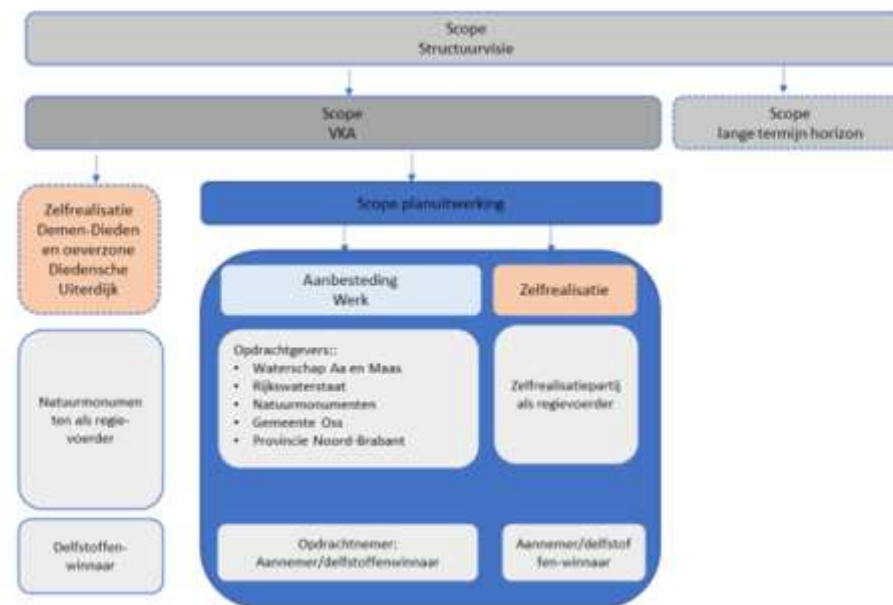 Scope
Structuurvisie
Scope
VKA
Scope
lange termijn horizon
Zelfrealisatie
Demen-Dieden
en oeverzone
Diedensche
Uiterdijk
Scope planuitwerking
Aanbesteding
Werk
Zelfrealisatie
Natuurmonumen
ten als regie-
voerder
Opdrachtgevers::
• Waterschap Aa en Maas
• Rijkswaterstaat
• Natuurmonumenten
• Gemeente Oss
• Provincie Noord-Brabant
Zelfrealisatiepartij
als regievoerder
Delfstoffen-
winnaar
Opdrachtnemer:
Aannemer/delfstoffenwinnaar
Aannemer/delfstof
fen-winnaar